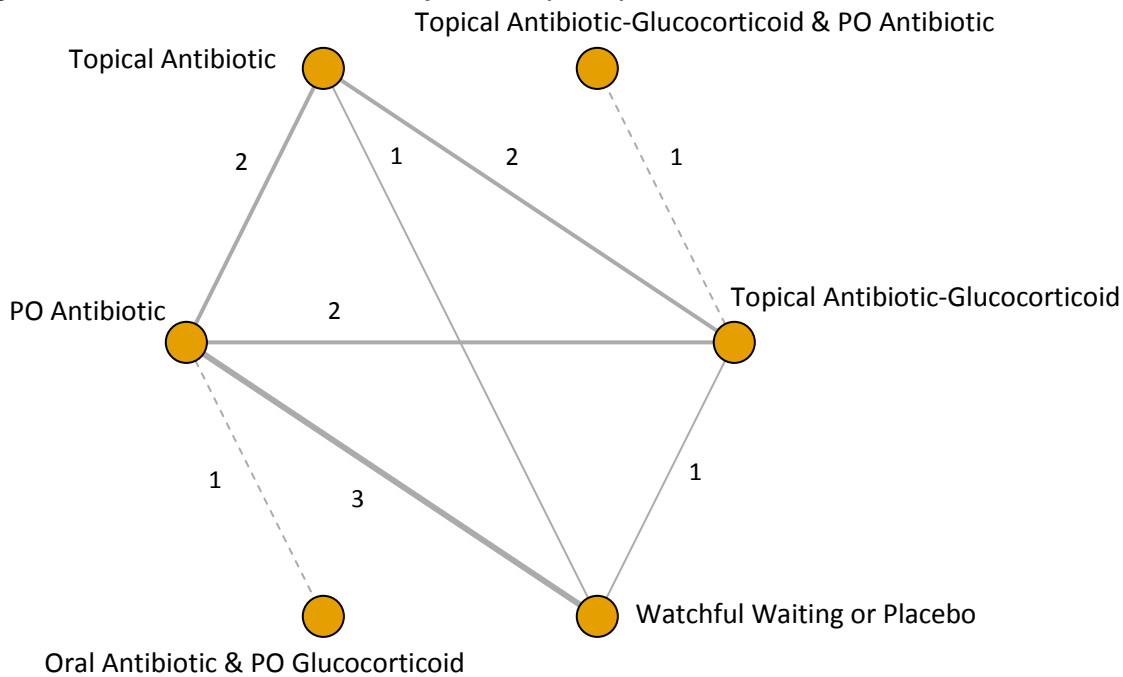 Topical Antibiotic-Glucocorticoid & PO Antibiotic
Topical Antibiotic
2
1
2
1
PO Antibiotic
2
Topical Antibiotic-Glucocorticoid
1
3
1
Watchful Waiting or Placebo
Oral Antibiotic & PO Glucocorticoid